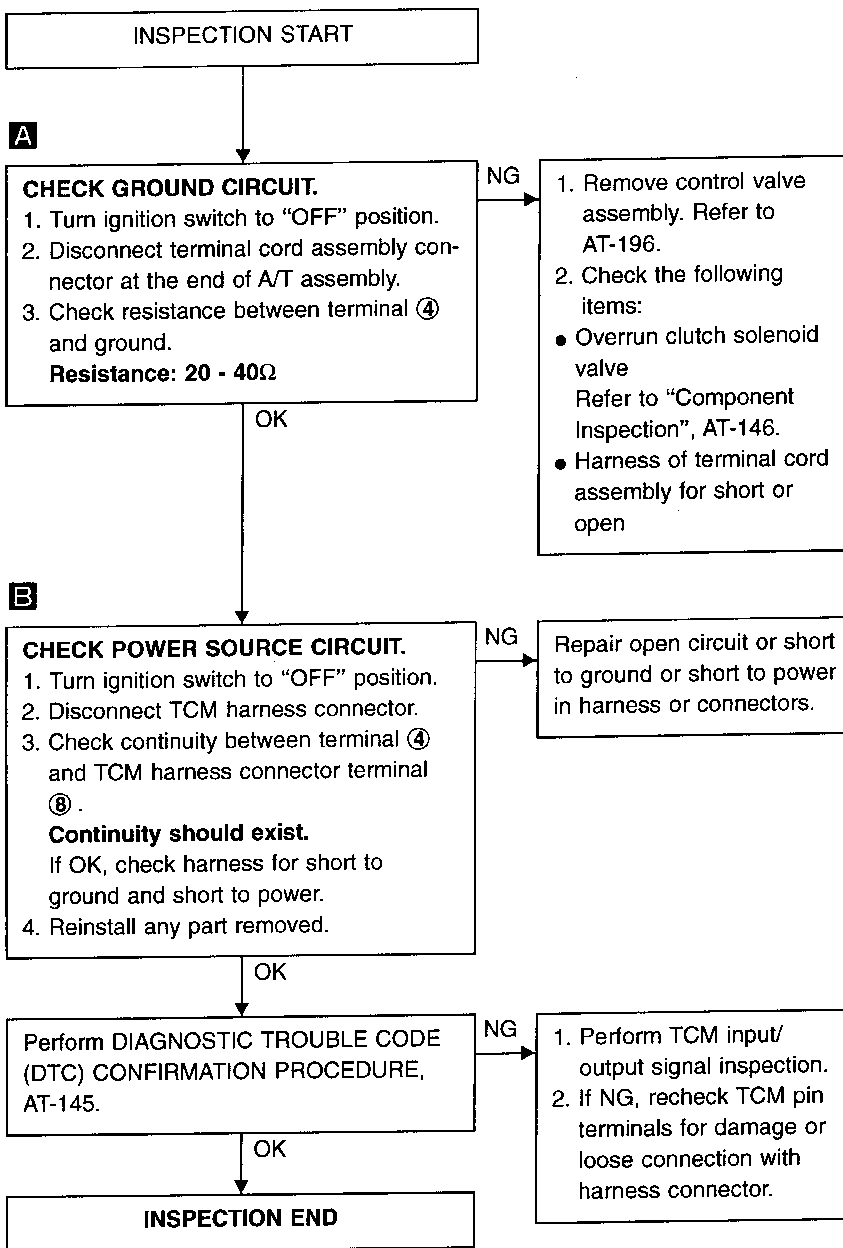 INSPECTION START
A
CHECK GROUND CIRCUIT.
1. Turn ignition switch to “OFF” position.
2. Disconnect terminal cord assembly con-
nector at the end of A/T assembly.
3. Check resistance between terminal ④
and ground.
Resistance: 20 - 40Ω
NG
1. Remove control valve
assembly. Refer to
AT-196.
2. Check the following
items:
● Overrun clutch solenoid
valve
Refer to “Component
Inspection”, AT-146.
● Harness of terminal cord
assembly for short or
open
OK
B
CHECK POWER SOURCE CIRCUIT.
1. Turn ignition switch to “OFF” position.
2. Disconnect TCM harness connector.
3. Check continuity between terminal ④
and TCM harness connector terminal
⑧ .
Continuity should exist.
If OK, check harness for short to
ground and short to power.
4. Reinstall any part removed.
NG
Repair open circuit or short
to ground or short to power
in harness or connectors.
OK
Perform DIAGNOSTIC TROUBLE CODE
(DTC) CONFIRMATION PROCEDURE,
AT-145.
NG
1. Perform TCM input/
output signal inspection.
2. If NG, recheck TCM pin
terminals for damage or
loose connection with
harness connector.
OK
INSPECTION END